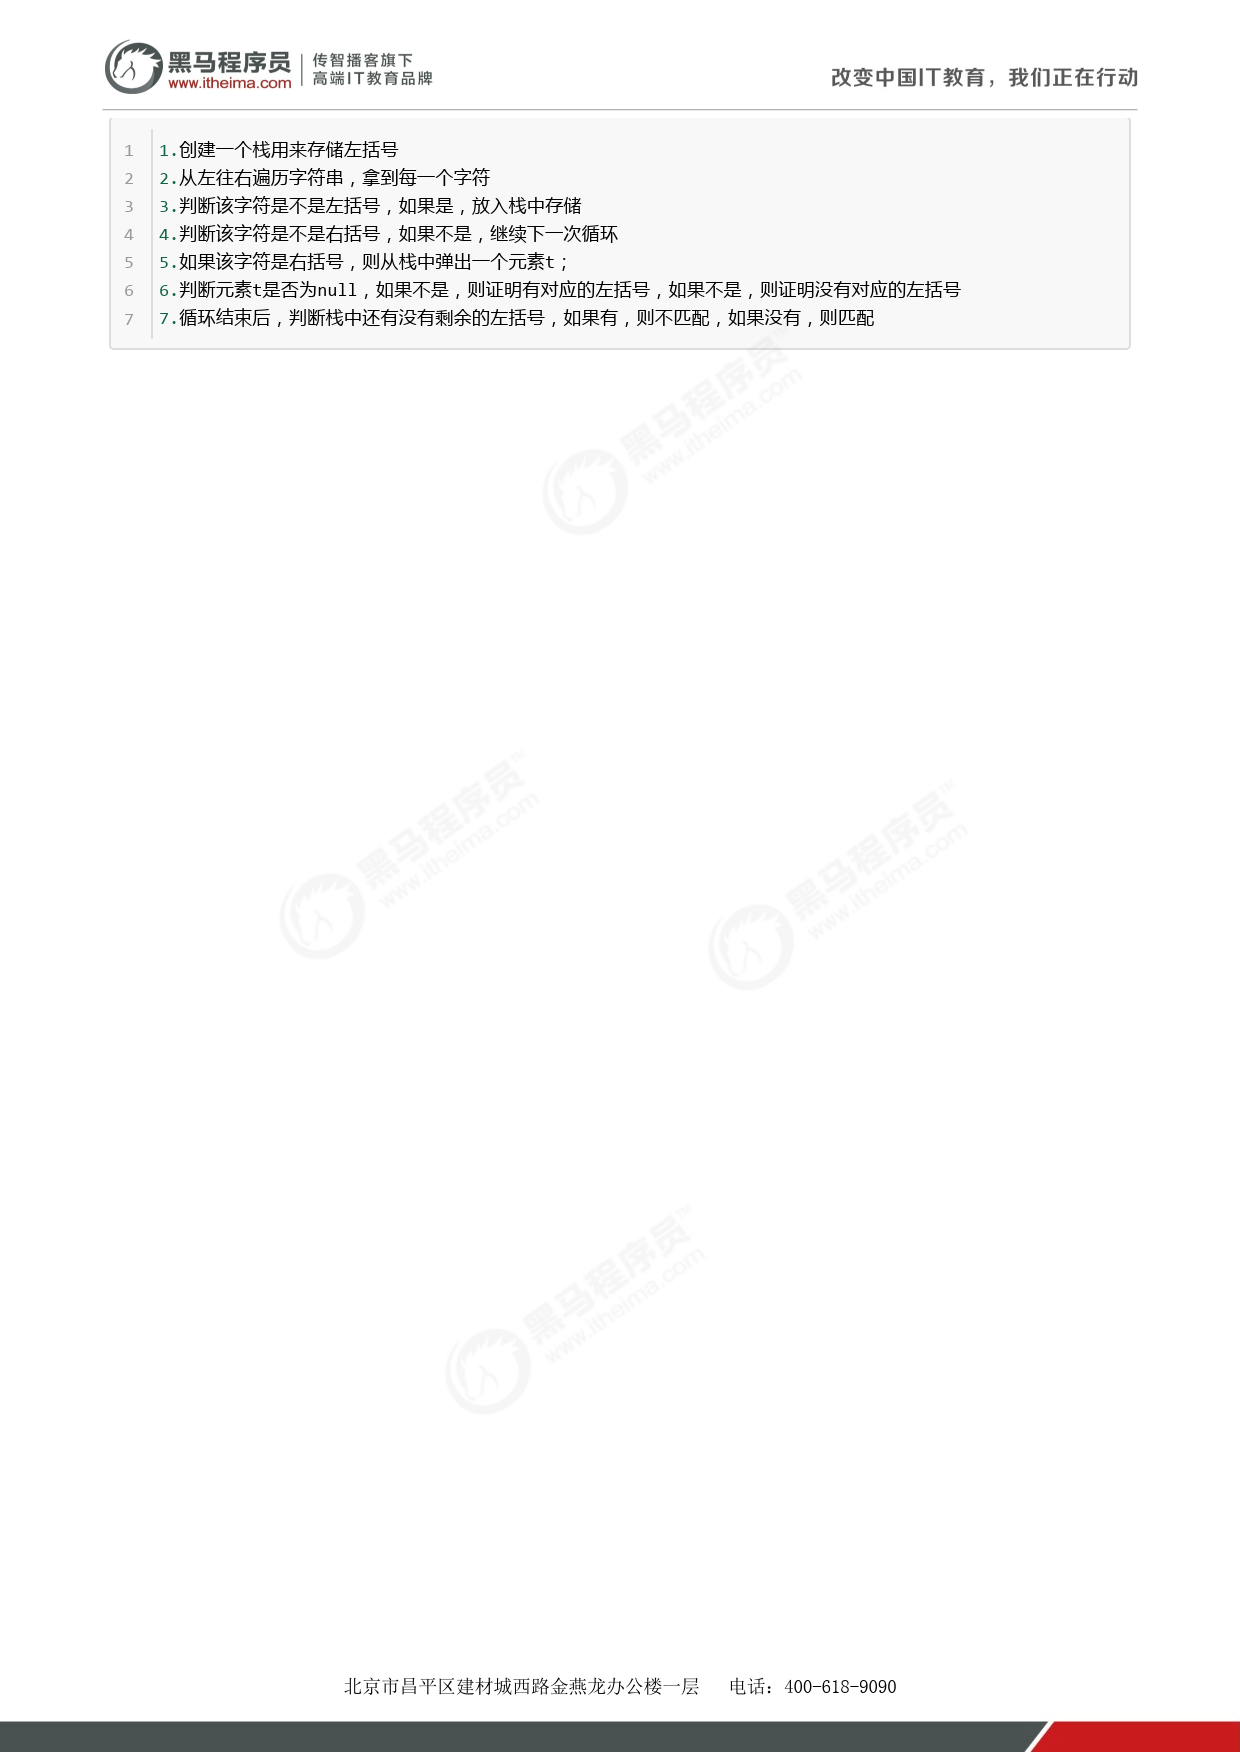 黑马程序员
www.itheima.com
传智播客旗下
高端IT教育品牌
改变中国IT教育，我们正在行动
1 1.创建一个栈用来存储左括号
2 2.从左往右遍历字符串，拿到每一个字符
3 3.判断该字符是不是左括号，如果是，放入栈中存储
4 4.判断该字符是不是右括号，如果不是，继续下一次循环
5 5.如果该字符是右括号，则从栈中弹出一个元素t；
6 6.判断元素t是否为null，如果不是，则证明有对应的左括号，如果不是，则证明没有对应的左括号
7 7.循环结束后，判断栈中还有没有剩余的左括号，如果有，则不匹配，如果没有，则匹配
黑马程序员
www.itheima.com
黑马程序员™
www.itheima.com
黑马程序员™
www.itheima.com
黑马程序员™
www.itheima.com
北京市昌平区建材城西路金燕龙办公楼一层 电话：400-618-9090